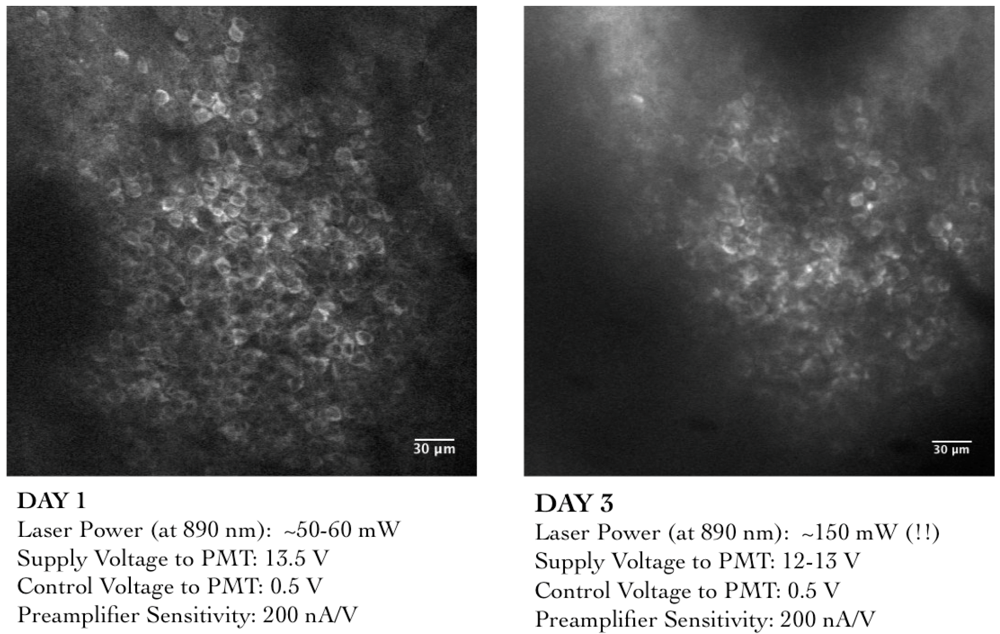 30 µm
30 µm
DAY 1
Laser Power (at 890 nm): ~50-60 mW
Supply Voltage to PMT: 13.5 V
Control Voltage to PMT: 0.5 V
Preamplifier Sensitivity: 200 nA/V
DAY 3
Laser Power (at 890 nm): ~150 mW (!!)
Supply Voltage to PMT: 12-13 V
Control Voltage to PMT: 0.5 V
Preamplifier Sensitivity: 200 nA/V